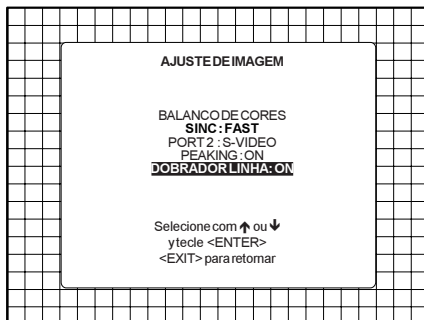 AJUSTE DE IMAGEM
BALANCO DE CORES
SINC : FAST
PORT 2 : S-VIDEO
PEAKING : ON
DOBRADOR LINHA: ON
Selecione com ↑ ou ↓
y tecle <ENTER>
<EXIT> para retornar